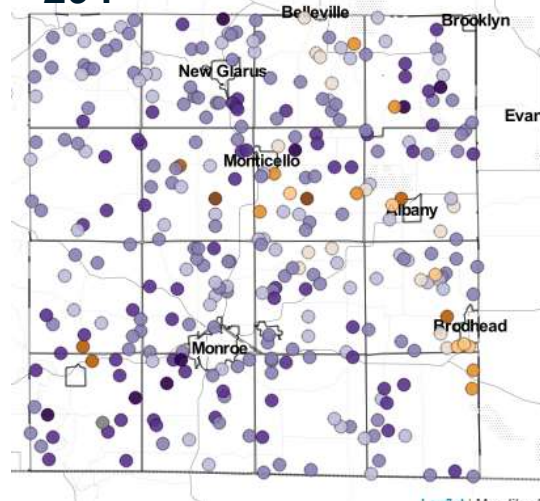 Belleville
Brooklyn
New Glarus
Evan
Monticello
Albany
Brodhead
Monroe